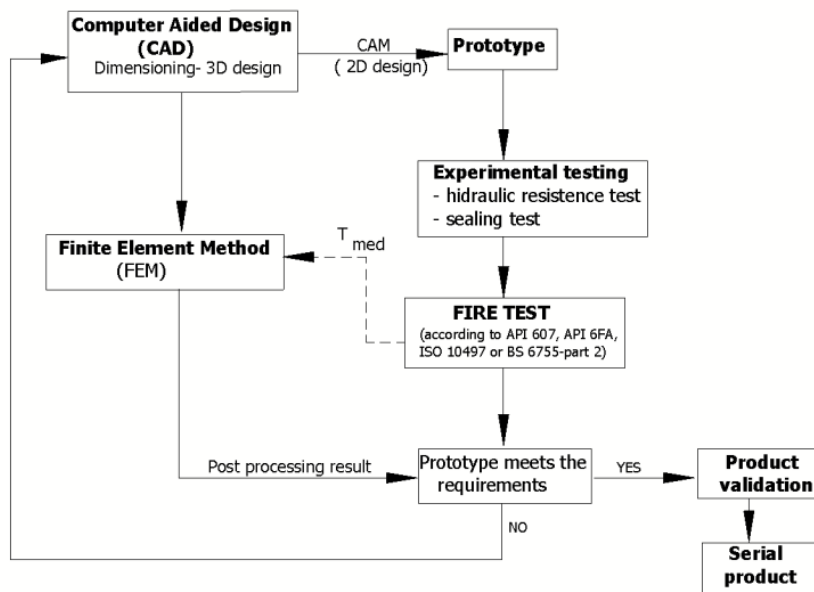 Computer Aided Design
(CAD)
Dimensioning- 3D design
CAM
( 2D design)
Prototype
Experimental testing
- hidraulic resistence test
- sealing test
Finite Element Method
(FEM)
T med
FIRE TEST
(according to API 607, API 6FA,
ISO 10497 or BS 6755-part 2)
Post processing result
Prototype meets the
requirements
YES
NO
Product
validation
Serial
product